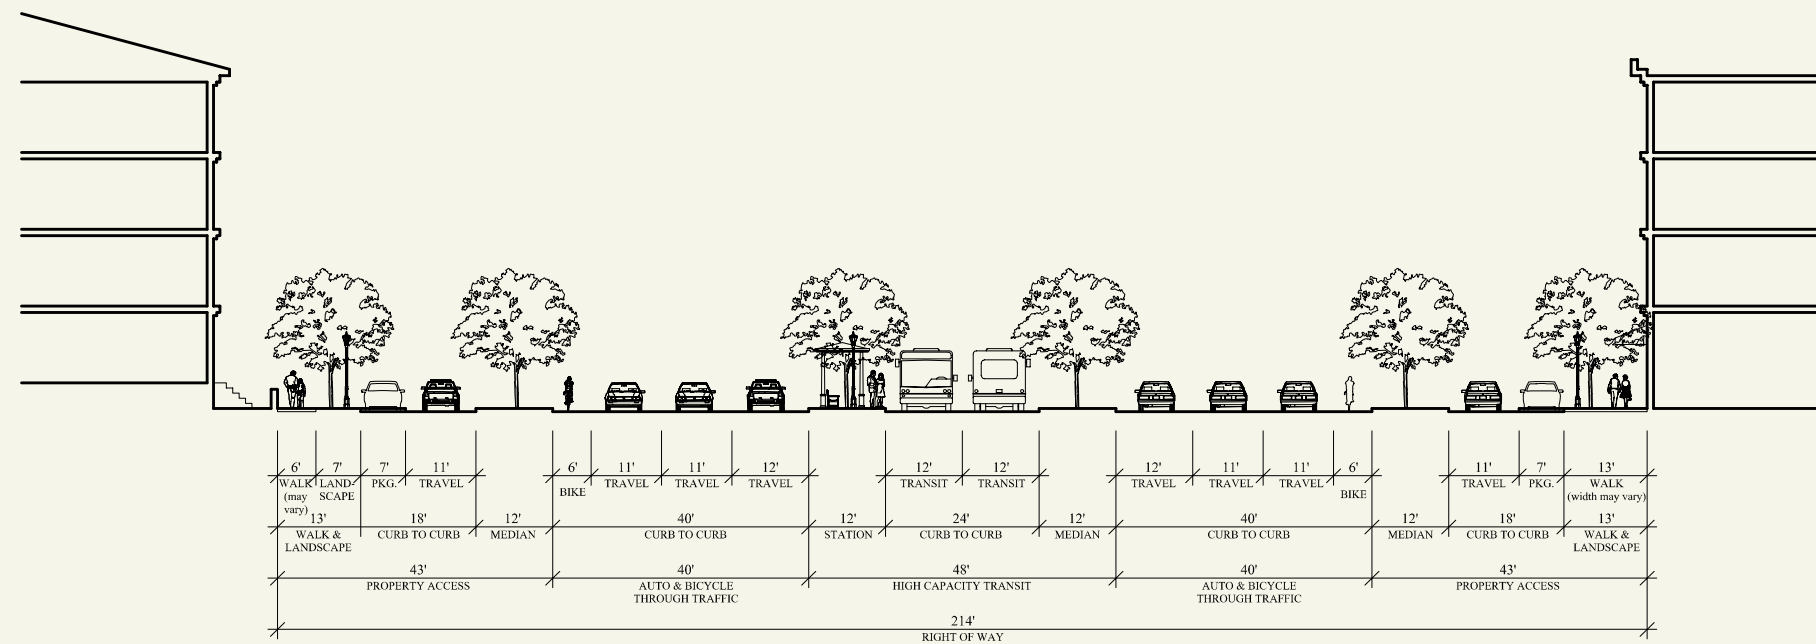 6' 7' 7' 11' 6' 11' 11' 12' 12' 12' 12' 11' 11' 6' 11' 7' 13'
WALK LAND- PKG. TRAVEL BIKE TRAVEL TRAVEL TRAVEL TRANSIT TRANSIT TRAVEL TRAVEL TRAVEL BIKE TRAVEL PKG. WALK
(may SCAPE (width may vary)
vary)
13' 18' 12' 40' 12' 24' 12' 40' 12' 18' 13'
WALK & CURB TO CURB MEDIAN CURB TO CURB STATION CURB TO CURB MEDIAN CURB TO CURB MEDIAN CURB TO CURB WALK &
LANDSCAPE LANDSCAPE
43' 40' 48' 40' 43'
PROPERTY ACCESS AUTO & BICYCLE HIGH CAPACITY TRANSIT AUTO & BICYCLE PROPERTY ACCESS
THROUGH TRAFFIC THROUGH TRAFFIC
214'
RIGHT OF WAY